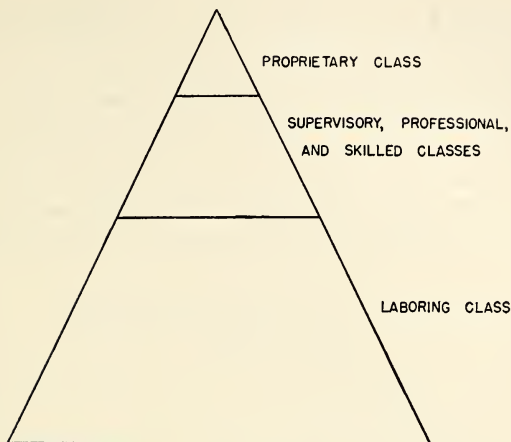 PROPRIETARY CLASS
SUPERVISORY, PROFESSIONAL,
AND SKILLED CLASSES
LABORING CLASS